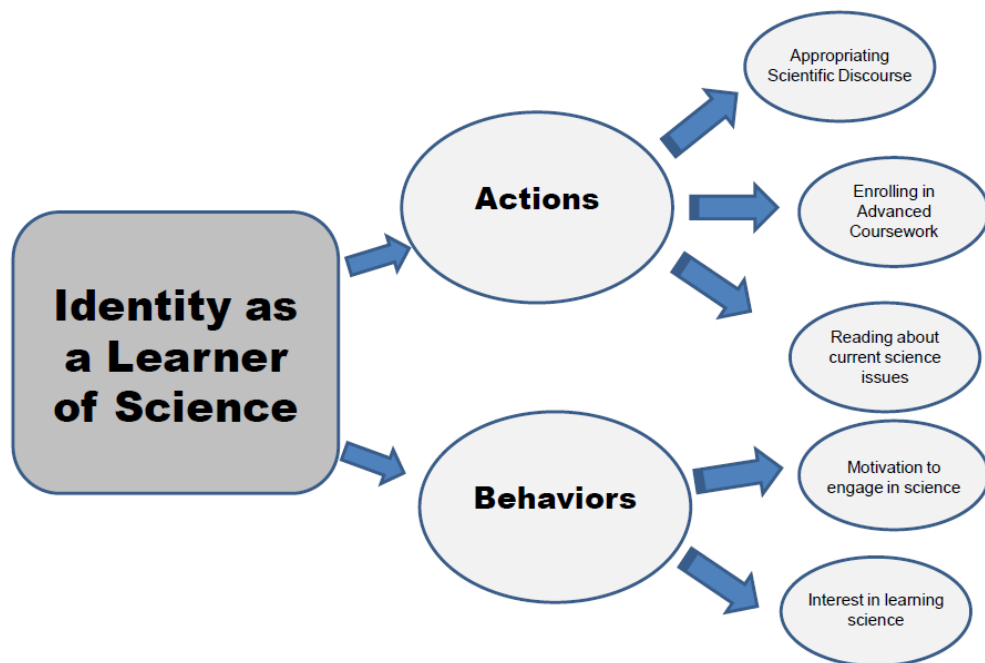 Identity as
a Learner
of Science
Actions
Appropriating
Scientific Discourse
Enrolling in
Advanced
Coursework
Reading about
current science
issues
Behaviors
Motivation to
engage in science
Interest in learning
science